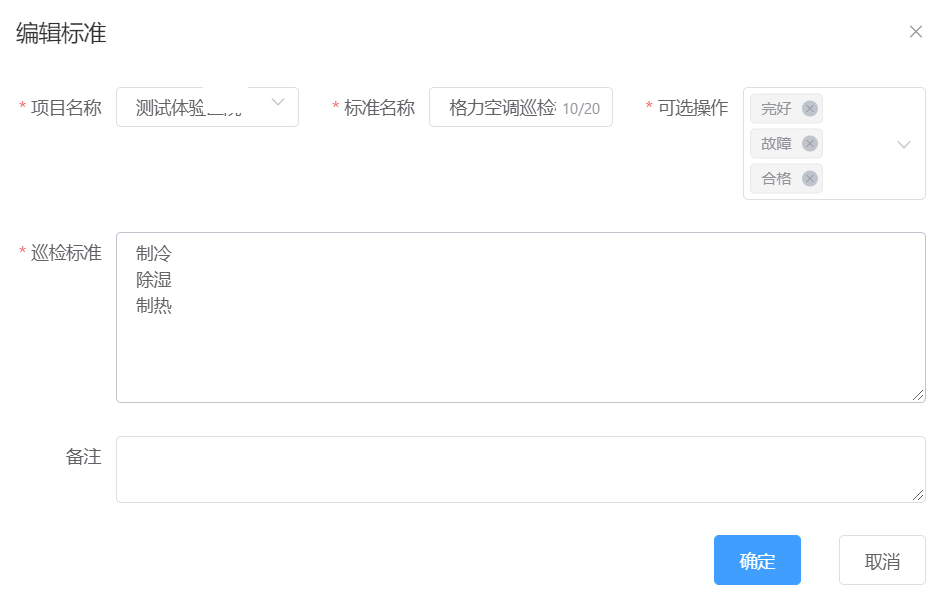 编辑标准
* 项目名称 测试体验
* 标准名称 格力空调巡检 10/20
* 可选操作 完好
故障
合格
* 巡检标准 制冷
除湿
制热
备注
确定 取消